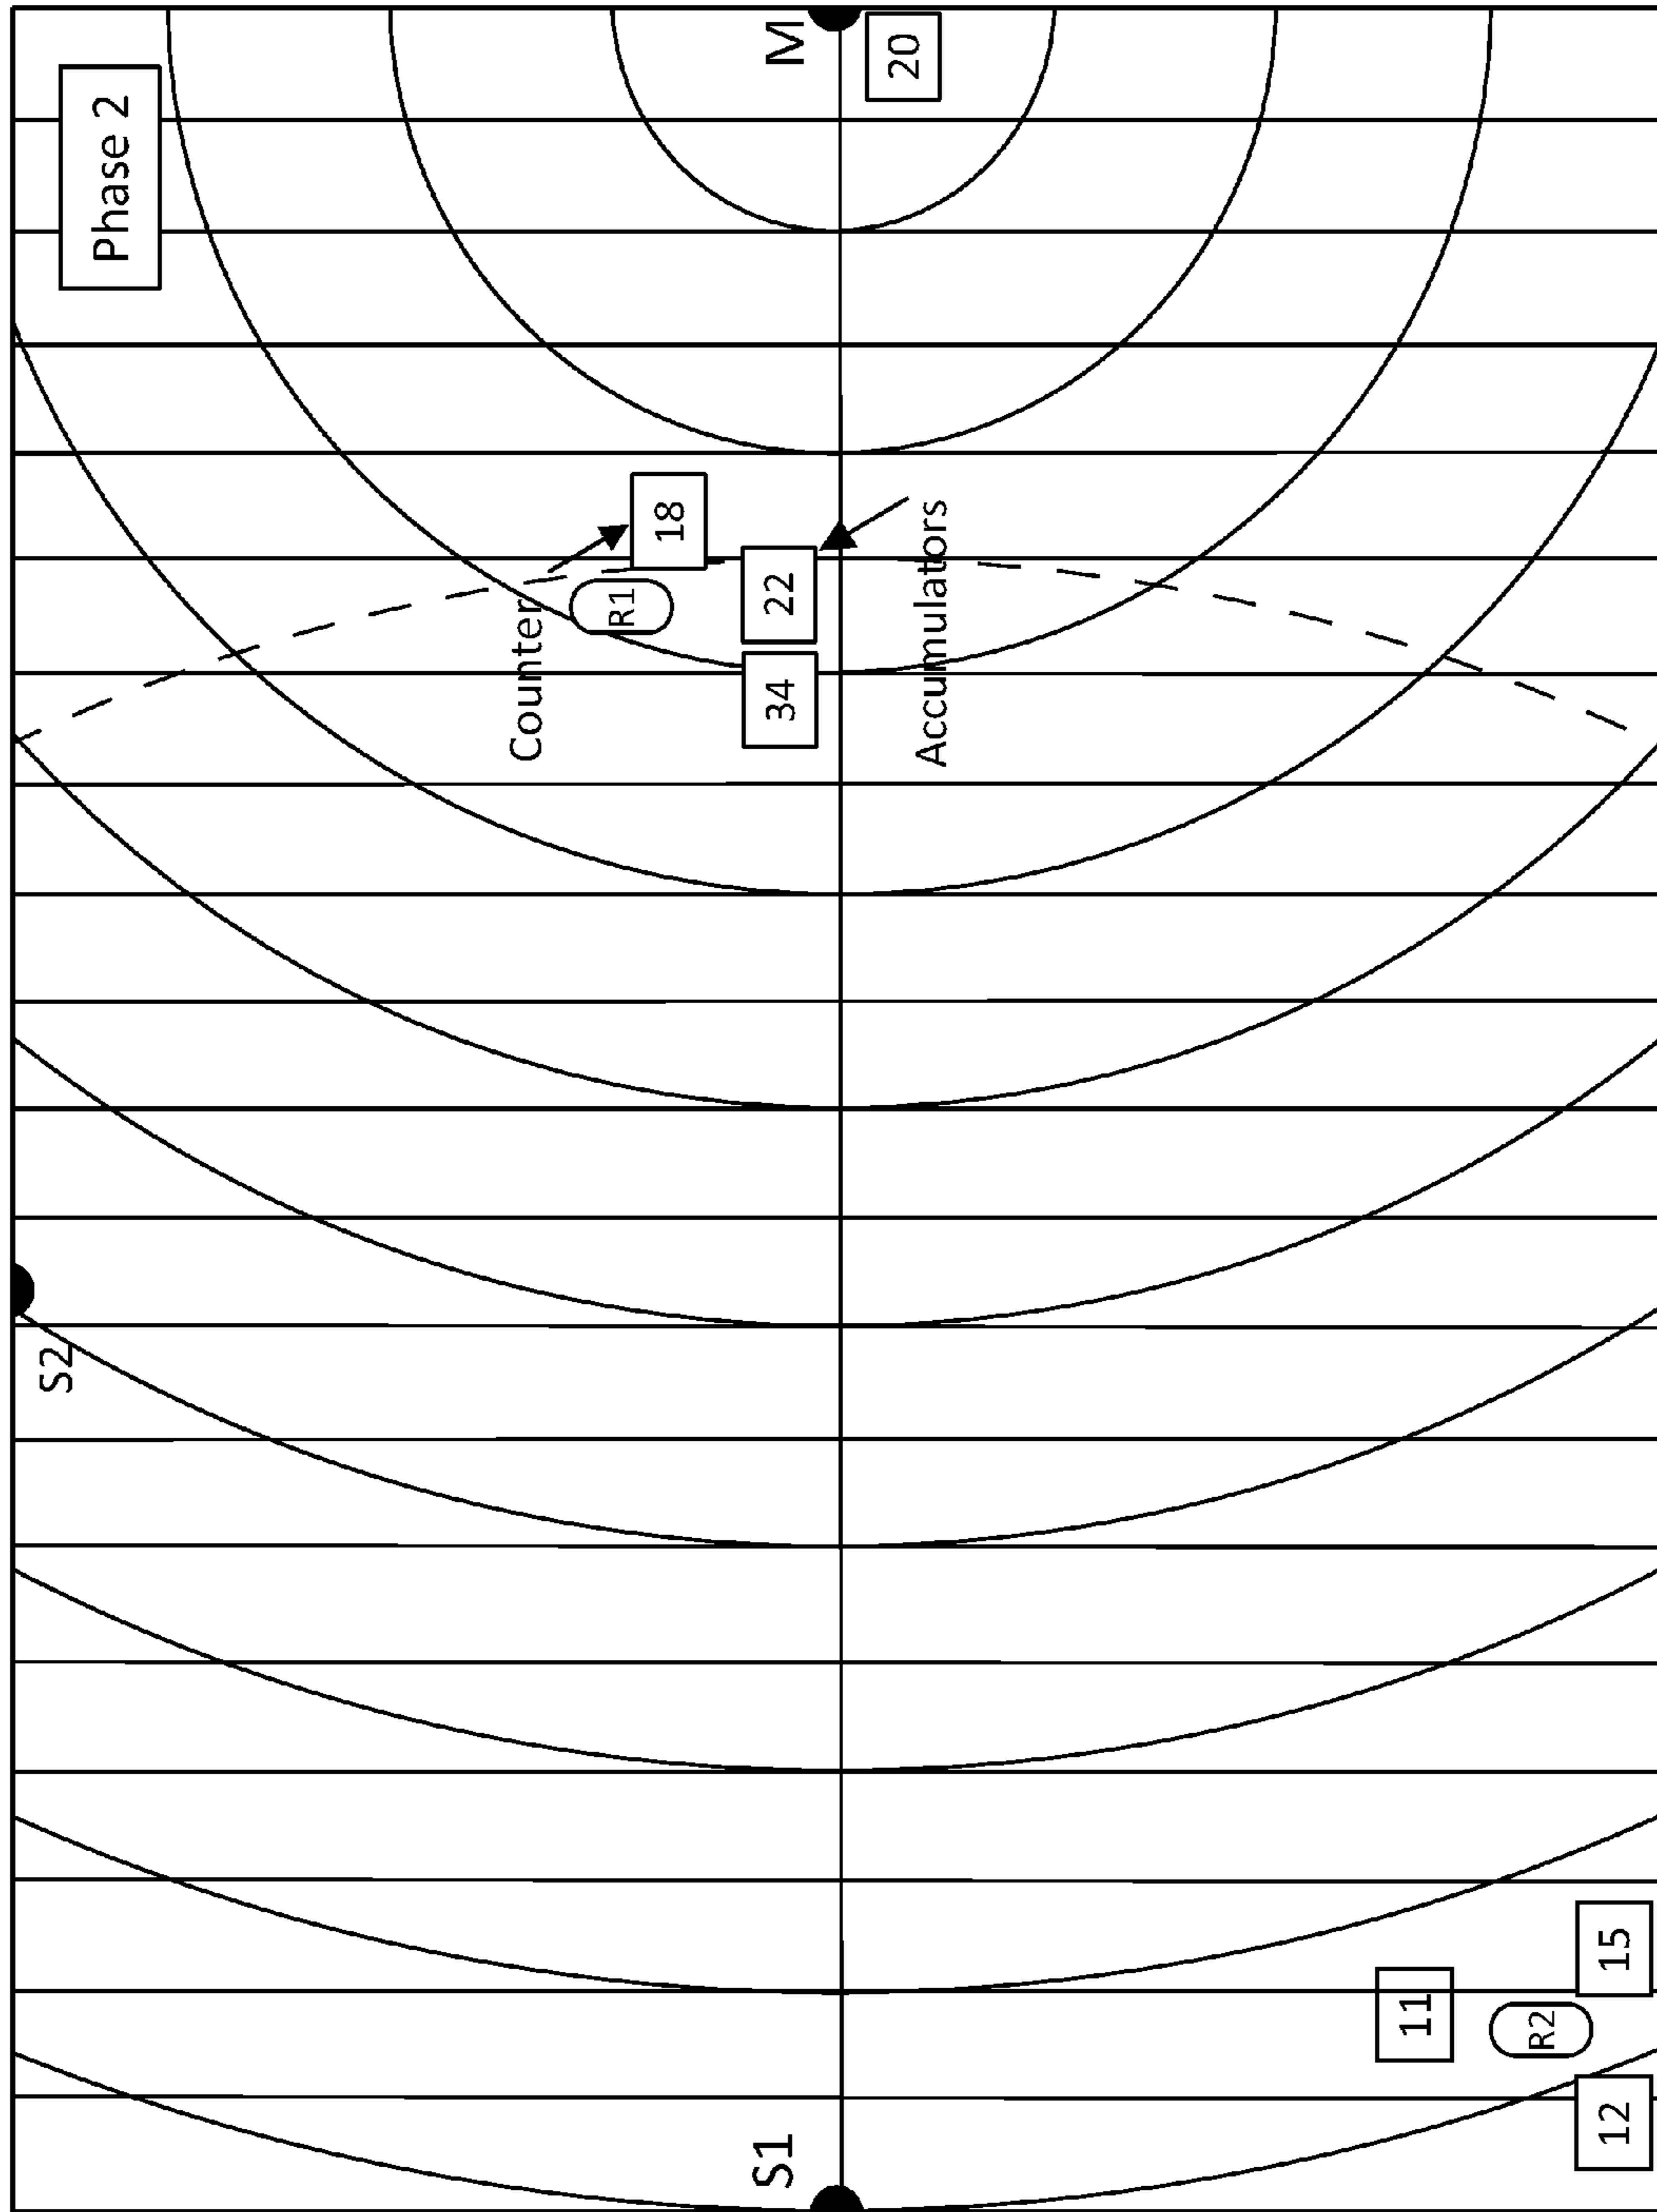 S2
Phase 2
Counter
R1
18
S1
34
22
M
20
Accumulators
11
R2
12
15